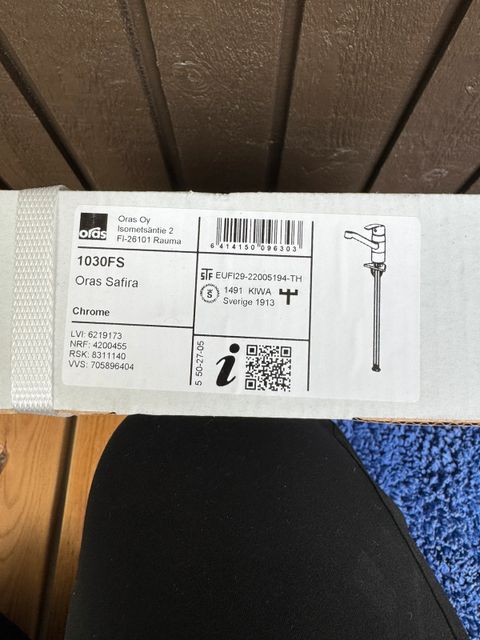 oras
Oras Oy
Isometsäntie 2
FI-26101 Rauma
1030FS
Oras Safira
Chrome
LVI: 6219173
NRF: 4200455
RSK: 8311140
VVS: 705896404
6 414150 096303
STF EUFI29-22005194-TH
S 1491 KIWA
Sverige 1913
5 50-27-05
i